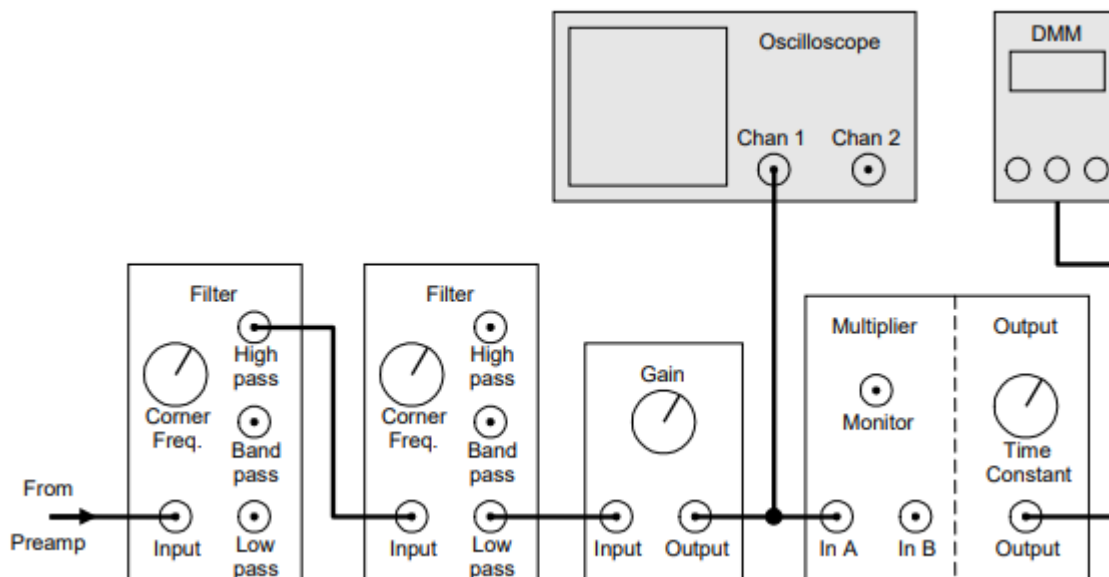 Oscilloscope
DMM
Chan 1
Chan 2
Filter
High
pass
Corner
Freq.
Band
pass
From
Preamp
Input
Low
pass
Filter
High
pass
Corner
Freq.
Band
pass
Input
Low
pass
Gain
Input
Output
Multiplier
Monitor
In A
In B
Output
Time
Constant
Output